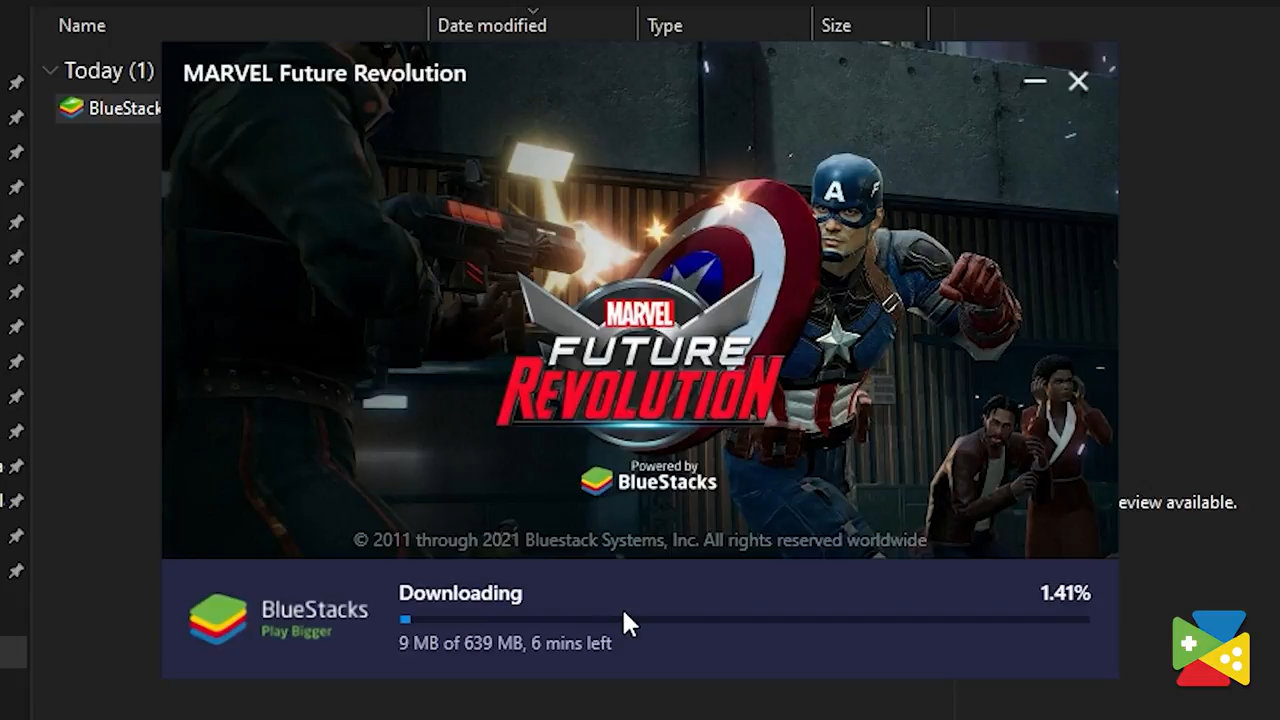 Name
Date modified
Type
Size
Today (1)
BlueStack
MARVEL Future Revolution
A
F
MARVEL
FUTURE
REVOLUTION
Powered by
BlueStacks
eview available.
© 2011 through 2021 Bluestack Systems, Inc. All rights reserved worldwide
Downloading
1.41%
BlueStacks
Play Bigger
9 MB of 639 MB, 6 mins left